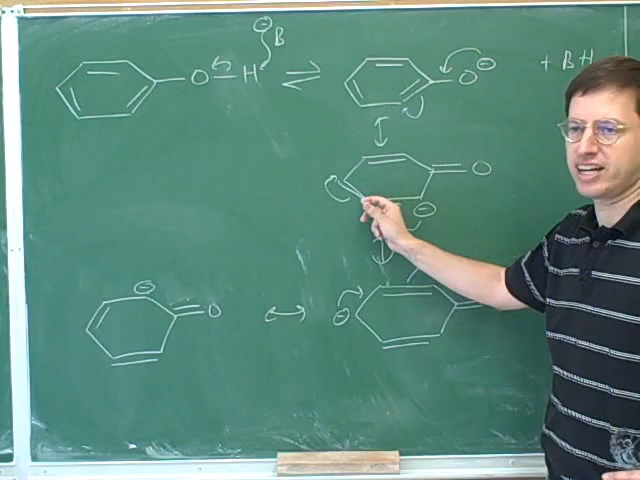 ⊖
B
O — H ⇌ O ⊖ + BH
O
⊖
⊖
O ↔ ⊖